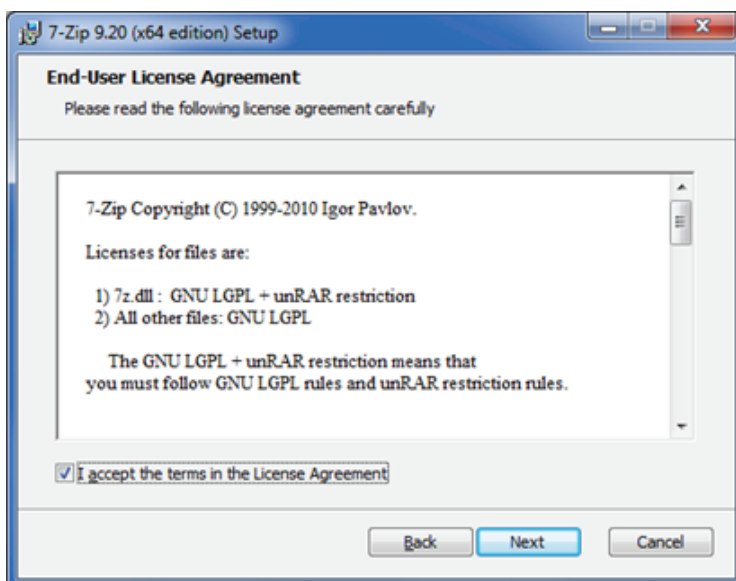 7-Zip 9.20 (x64 edition) Setup
End-User License Agreement
Please read the following license agreement carefully
7-Zip Copyright (C) 1999-2010 Igor Pavlov.
Licenses for files are:
1) 7z.dll : GNU LGPL + unRAR restriction
2) All other files: GNU LGPL
The GNU LGPL + unRAR restriction means that
you must follow GNU LGPL rules and unRAR restriction rules.
I accept the terms in the License Agreement
Back Next Cancel